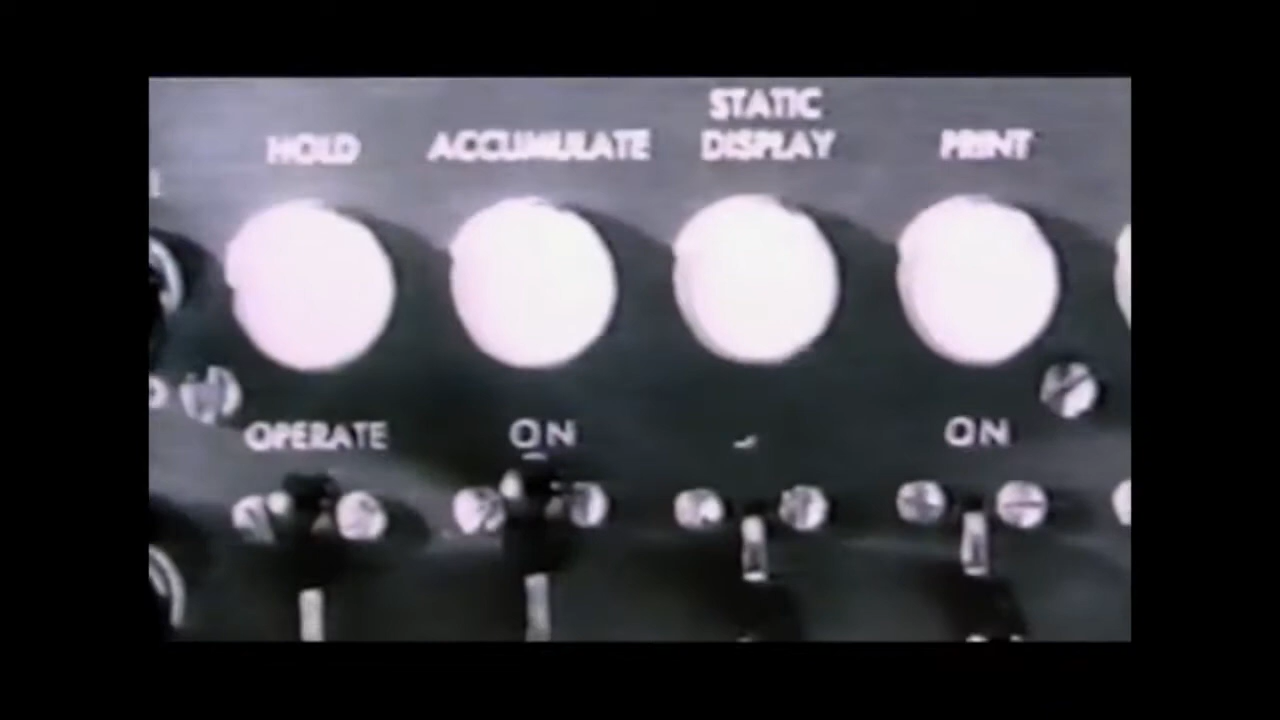 STATIC
HOLD ACCUMULATE DISPLAY PRINT
OPERATE ON ON